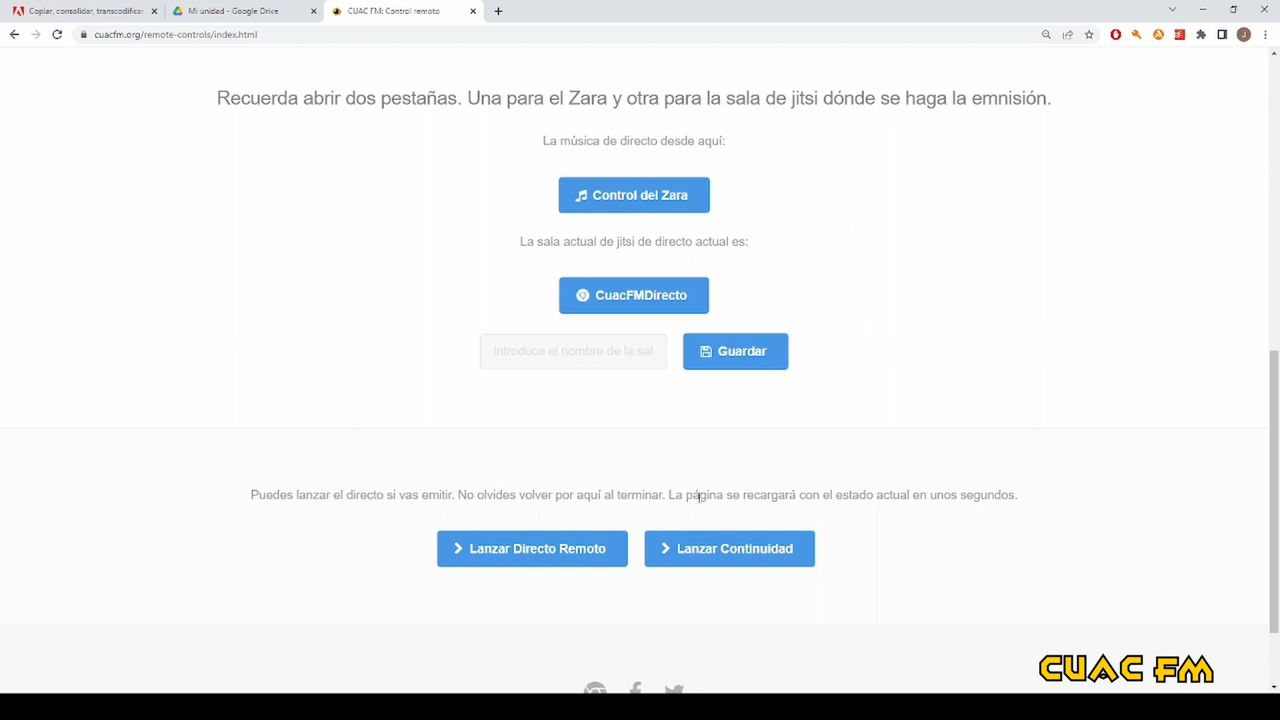 Copiar, consolidar, transcodificar
Mi unidad - Google Drive
CUAC FM: Control remoto
cuacfm.org/remote-controls/index.html
J
Recuerda abrir dos pestañas. Una para el Zara y otra para la sala de jitsi dónde se haga la emnisión.
La música de directo desde aquí:
Control del Zara
La sala actual de jitsi de directo actual es:
CuacFMDirecto
Introduce el nombre de la sal
Guardar
Puedes lanzar el directo si vas emitir. No olvides volver por aquí al terminar. La página se recargará con el estado actual en unos segundos.
Lanzar Directo Remoto
Lanzar Continuidad
CUAC FM